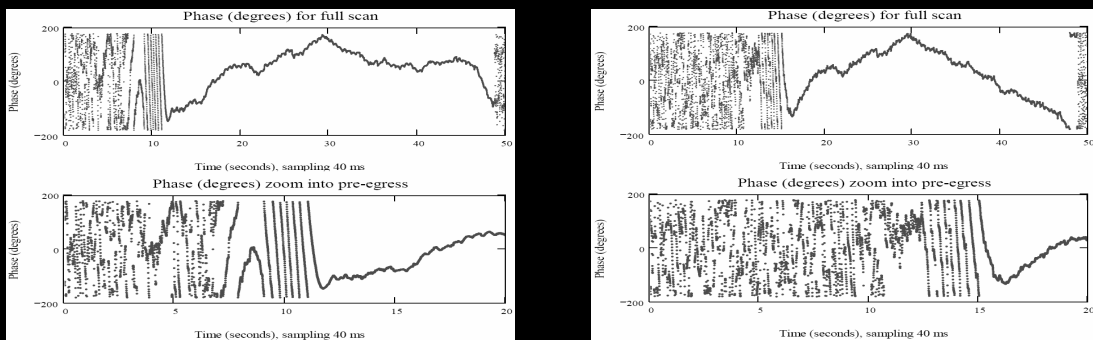 Phase (degrees) for full scan
200
0
−200
Phase (degrees)
0 10 20 30 40 50
Time (seconds), sampling 40 ms
Phase (degrees) zoom into pre-egress
200
0
−200
Phase (degrees)
0 5 10 15 20
Time (seconds), sampling 40 ms
Phase (degrees) for full scan
200
0
−200
Phase (degrees)
0 10 20 30 40 50
Time (seconds), sampling 40 ms
Phase (degrees) zoom into pre-egress
200
0
−200
Phase (degrees)
0 5 10 15 20
Time (seconds), sampling 40 ms